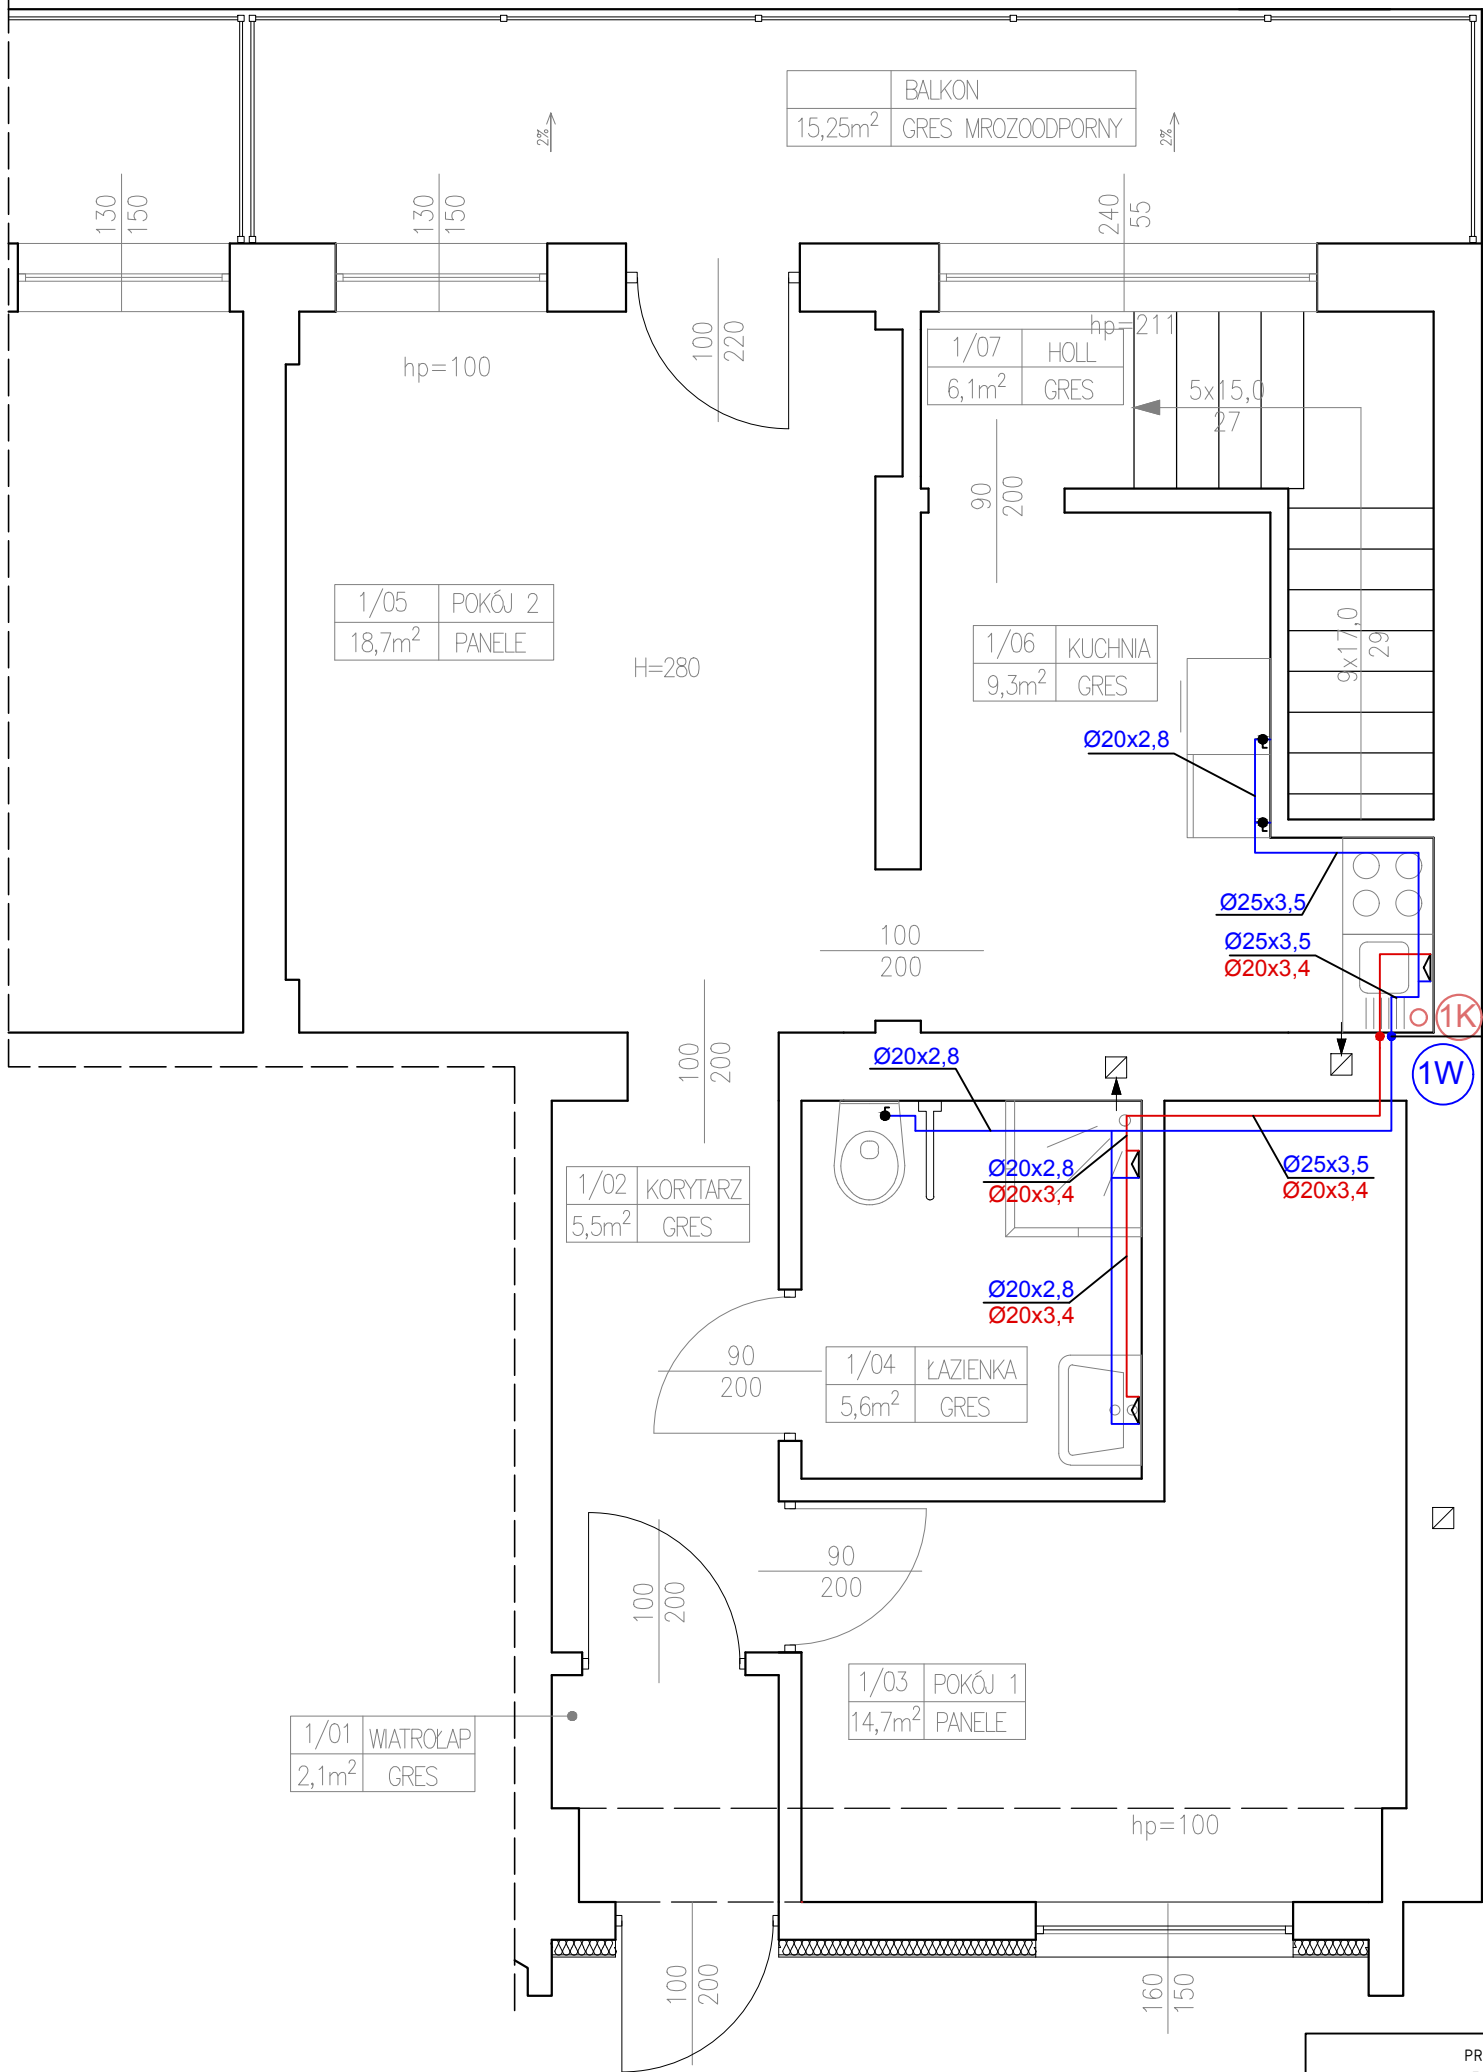 BALKON
15,25m² GRES MROZOODPORNY
2%
2%
130
150
130
150
240
55
100
220
hp=100
hp=211
1/07 HOLL
6,1m² GRES
5x15,0
27
90
200
1/05 POKÓJ 2
18,7m² PANELE
H=280
1/06 KUCHNIA
9,3m² GRES
9x17,0
29
Ø20x2,8
Ø25x3,5
Ø25x3,5
Ø20x3,4
100
200
1K
1W
100
200
Ø20x2,8
Ø20x2,8
Ø20x3,4
Ø25x3,5
Ø20x3,4
1/02 KORYTARZ
5,5m² GRES
Ø20x2,8
Ø20x3,4
90
200
1/04 ŁAZIENKA
5,6m² GRES
90
200
100
200
1/03 POKÓJ 1
14,7m² PANELE
1/01 WIATROŁAP
2,1m² GRES
hp=100
100
200
160
150
PR